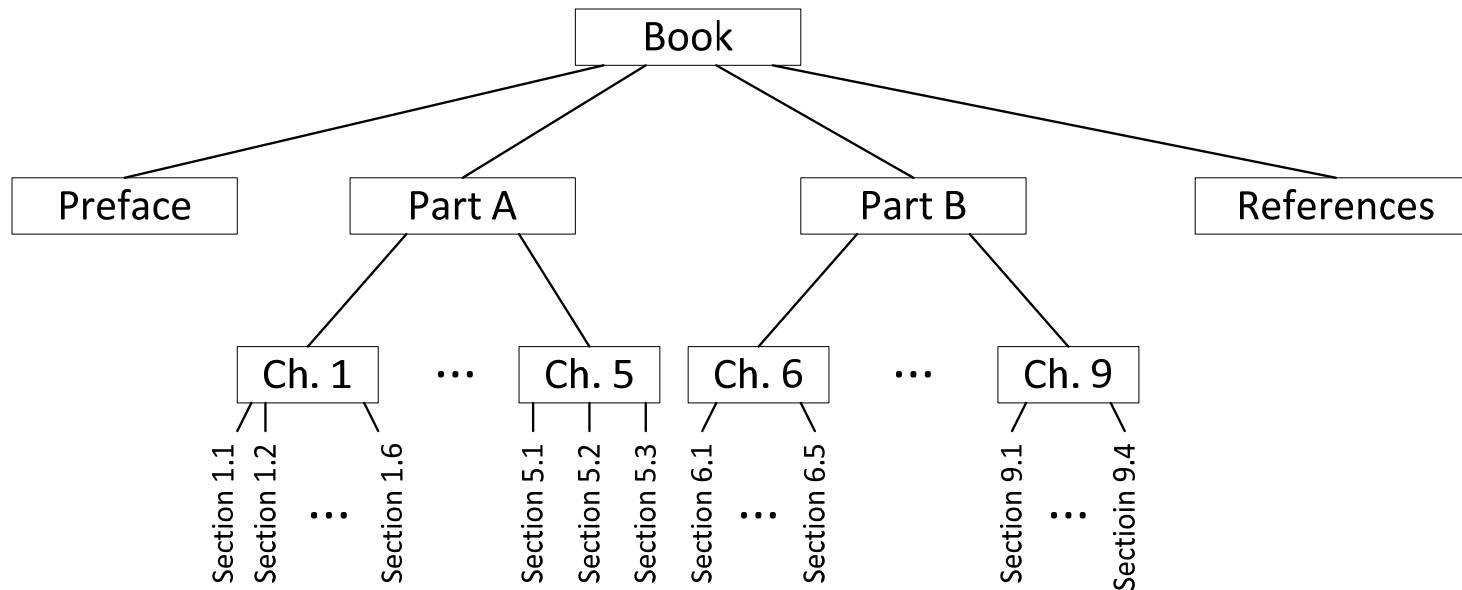 Book
Preface
Part A
Part B
References
Ch. 1
...
Ch. 5
Ch. 6
...
Ch. 9
Section 1.1
Section 1.2
...
Section 1.6
Section 5.1
Section 5.2
Section 5.3
Section 6.1
...
Section 6.5
Section 9.1
...
Sectioin 9.4